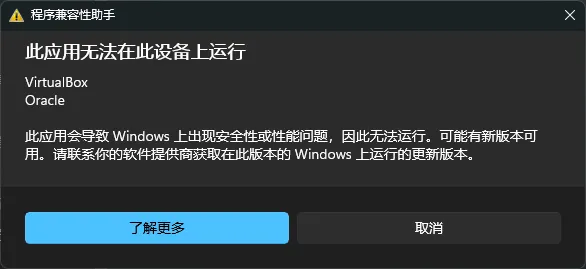 程序兼容性助手
此应用无法在此设备上运行
VirtualBox
Oracle
此应用会导致 Windows 上出现安全性或性能问题，因此无法运行。可能有新版本可
用。请联系你的软件提供商获取在此版本的 Windows 上运行的更新版本。
了解更多
取消